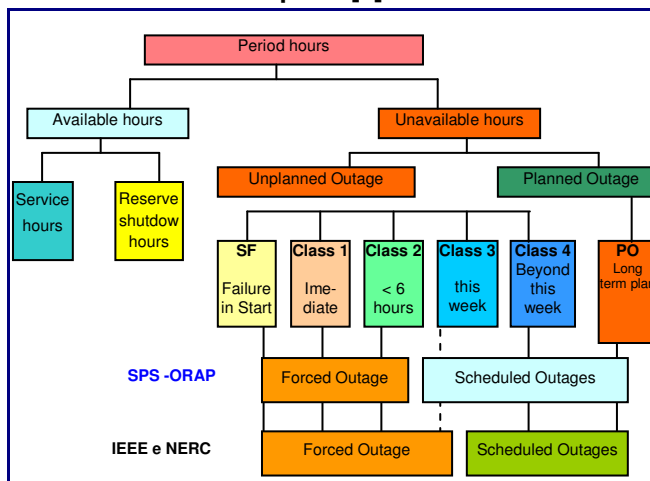 Period hours
Available hours
Unavailable hours
Unplanned Outage
Planned Outage
Service
hours
Reserve
shutdow
hours
SF
Failure
in Start
Class 1
Ime-
diate
Class 2
< 6
hours
Class 3
this
week
Class 4
Beyond
this
week
PO
Long
term plan
SPS -ORAP
Forced Outage
Scheduled Outages
IEEE e NERC
Forced Outage
Scheduled Outages